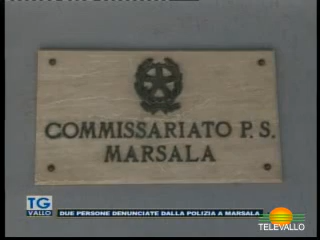 COMMISSARIATO P. S.
MARSALA
TG
VALLO
DUE PERSONE DENUNCIATE DALLA POLIZIA A MARSALA
TELEVALLO